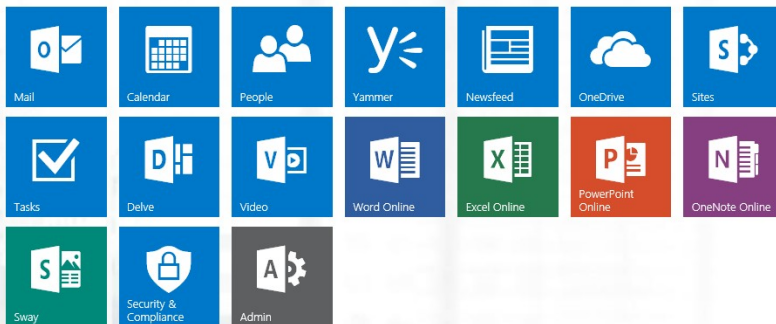 O
Mail
Calendar
People
y
Yammer
Newsfeed
OneDrive
S
Sites
Tasks
D
Delve
V
Video
W
Word Online
X
Excel Online
P
PowerPoint
Online
N
OneNote Online
S
Sway
Security &
Compliance
A
Admin